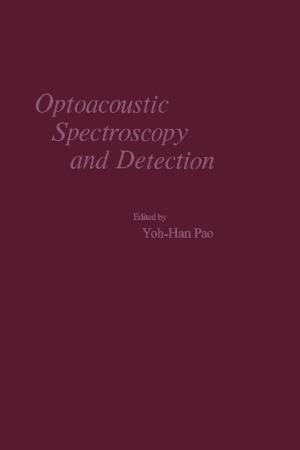 Optoacoustic
Spectroscopy
and Detection
Edited by
Yoh-Han Pao